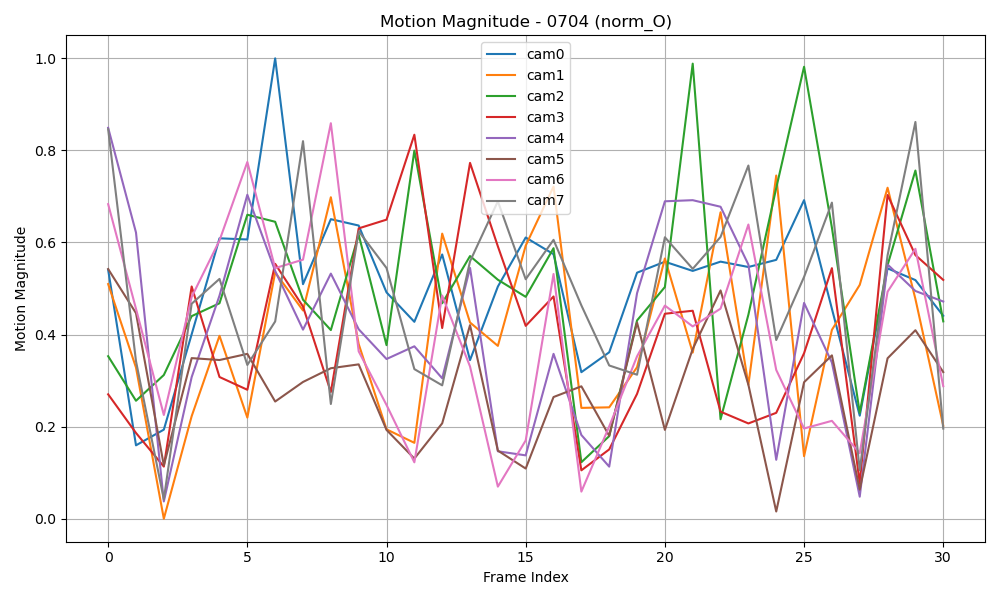 Motion Magnitude - 0704 (norm_O)
Motion Magnitude
1.0
0.8
0.6
0.4
0.2
0.0
cam0
cam1
cam2
cam3
cam4
cam5
cam6
cam7
0 5 10 15 20 25 30
Frame Index